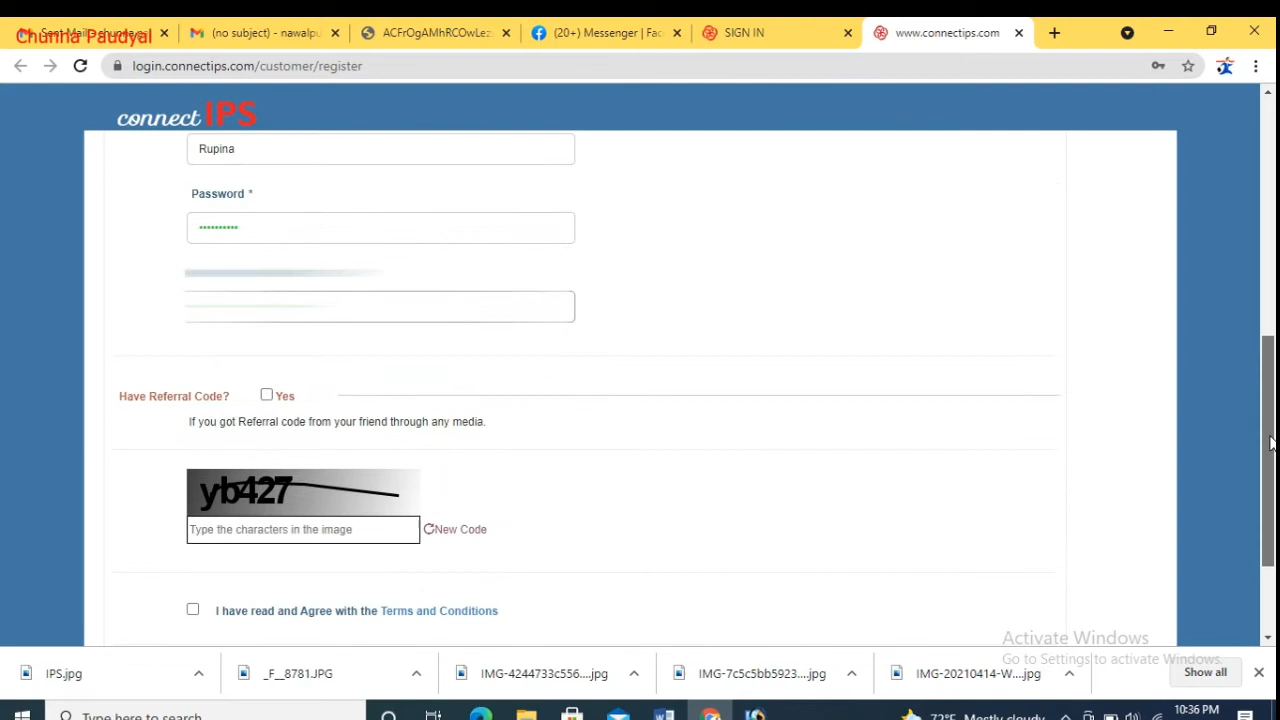 Chunna Paudyal
(no subject) - nawalpu
ACFrOgAMhRCOwLez
(20+) Messenger | Fac
SIGN IN
www.connectips.com
login.connectips.com/customer/register
connect IPS
Rupina
Password *
••••••••••
Have Referral Code? Yes
If you got Referral code from your friend through any media.
yb427
Type the characters in the image
New Code
I have read and Agree with the Terms and Conditions
Activate Windows
Go to Settings to activate Windows.
IPS.jpg
_F__8781.JPG
IMG-4244733c556....jpg
IMG-7c5c5bb5923....jpg
IMG-20210414-W....jpg
Show all
Type here to search
72°F Mostly cloudy
10:36 PM